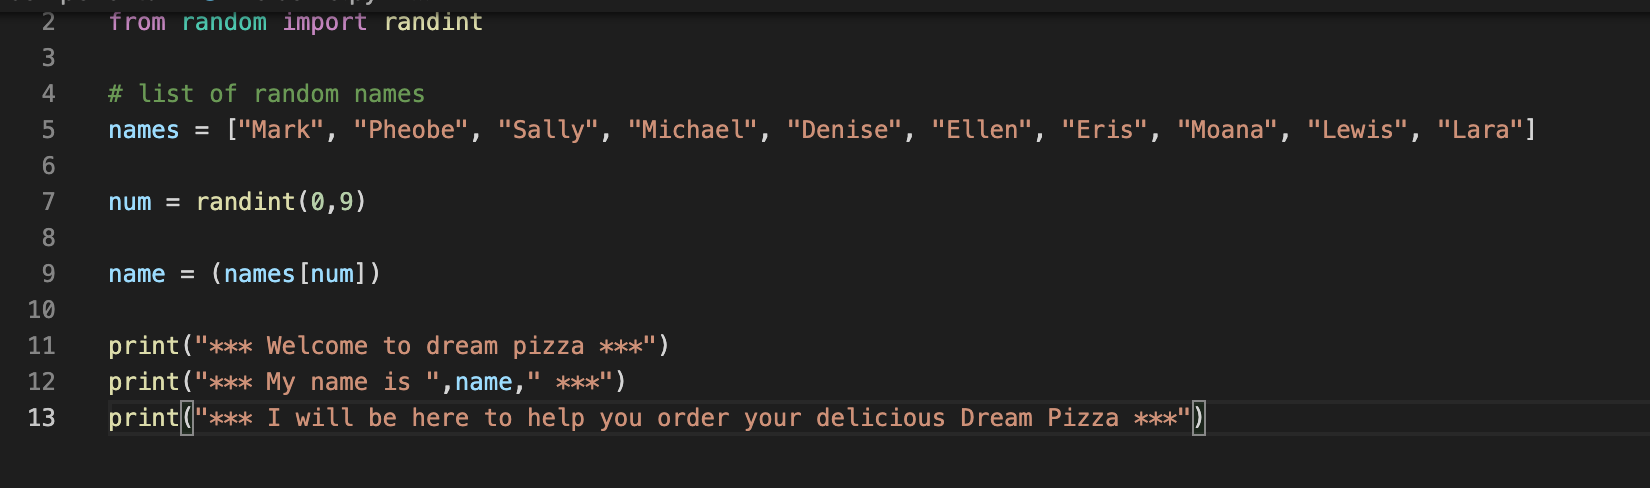 2 from random import randint
3
4 # list of random names
5 names = ["Mark", "Pheobe", "Sally", "Michael", "Denise", "Ellen", "Eris", "Moana", "Lewis", "Lara"]
6
7 num = randint(0,9)
8
9 name = (names[num])
10
11 print("*** Welcome to dream pizza ***")
12 print("*** My name is ",name," ***")
13 print("*** I will be here to help you order your delicious Dream Pizza ***")